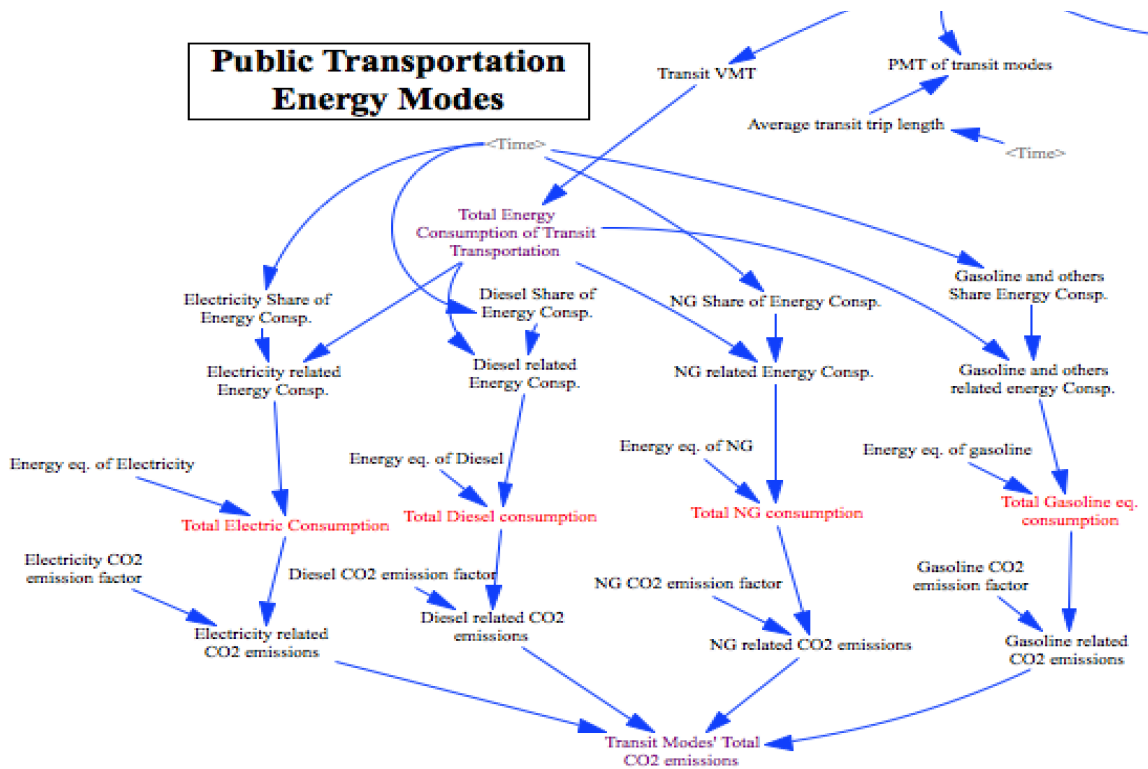 Public Transportation
Energy Modes
Transit VMT
PMT of transit modes
Average transit trip length
<Time>
<Time>
Total Energy
Consumption of Transit
Transportation
Electricity Share of
Energy Consp.
Diesel Share of
Energy Consp.
NG Share of Energy Consp.
Gasoline and others
Share Energy Consp.
Electricity related
Energy Consp.
Diesel related
Energy Consp.
NG related Energy Consp.
Gasoline and others
related energy Consp.
Energy eq. of Electricity
Energy eq. of Diesel
Energy eq. of NG
Energy eq. of gasoline
Total Electric Consumption
Total Diesel consumption
Total NG consumption
Total Gasoline eq.
consumption
Electricity CO2
emission factor
Diesel CO2 emission factor
NG CO2 emission factor
Gasoline CO2
emission factor
Electricity related
CO2 emissions
Diesel related CO2
emissions
NG related CO2 emissions
Gasoline related
CO2 emissions
Transit Modes' Total
CO2 emissions